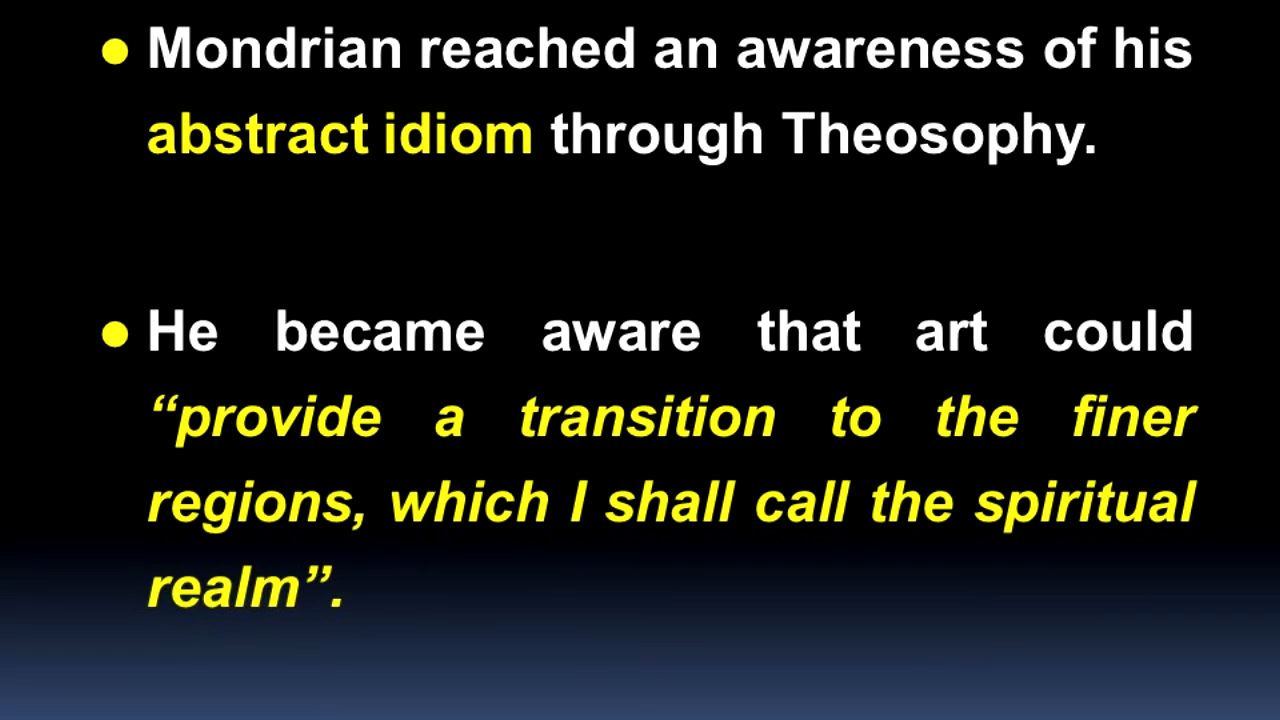 ● Mondrian reached an awareness of his
abstract idiom through Theosophy.
● He became aware that art could
“provide a transition to the finer
regions, which I shall call the spiritual
realm”.